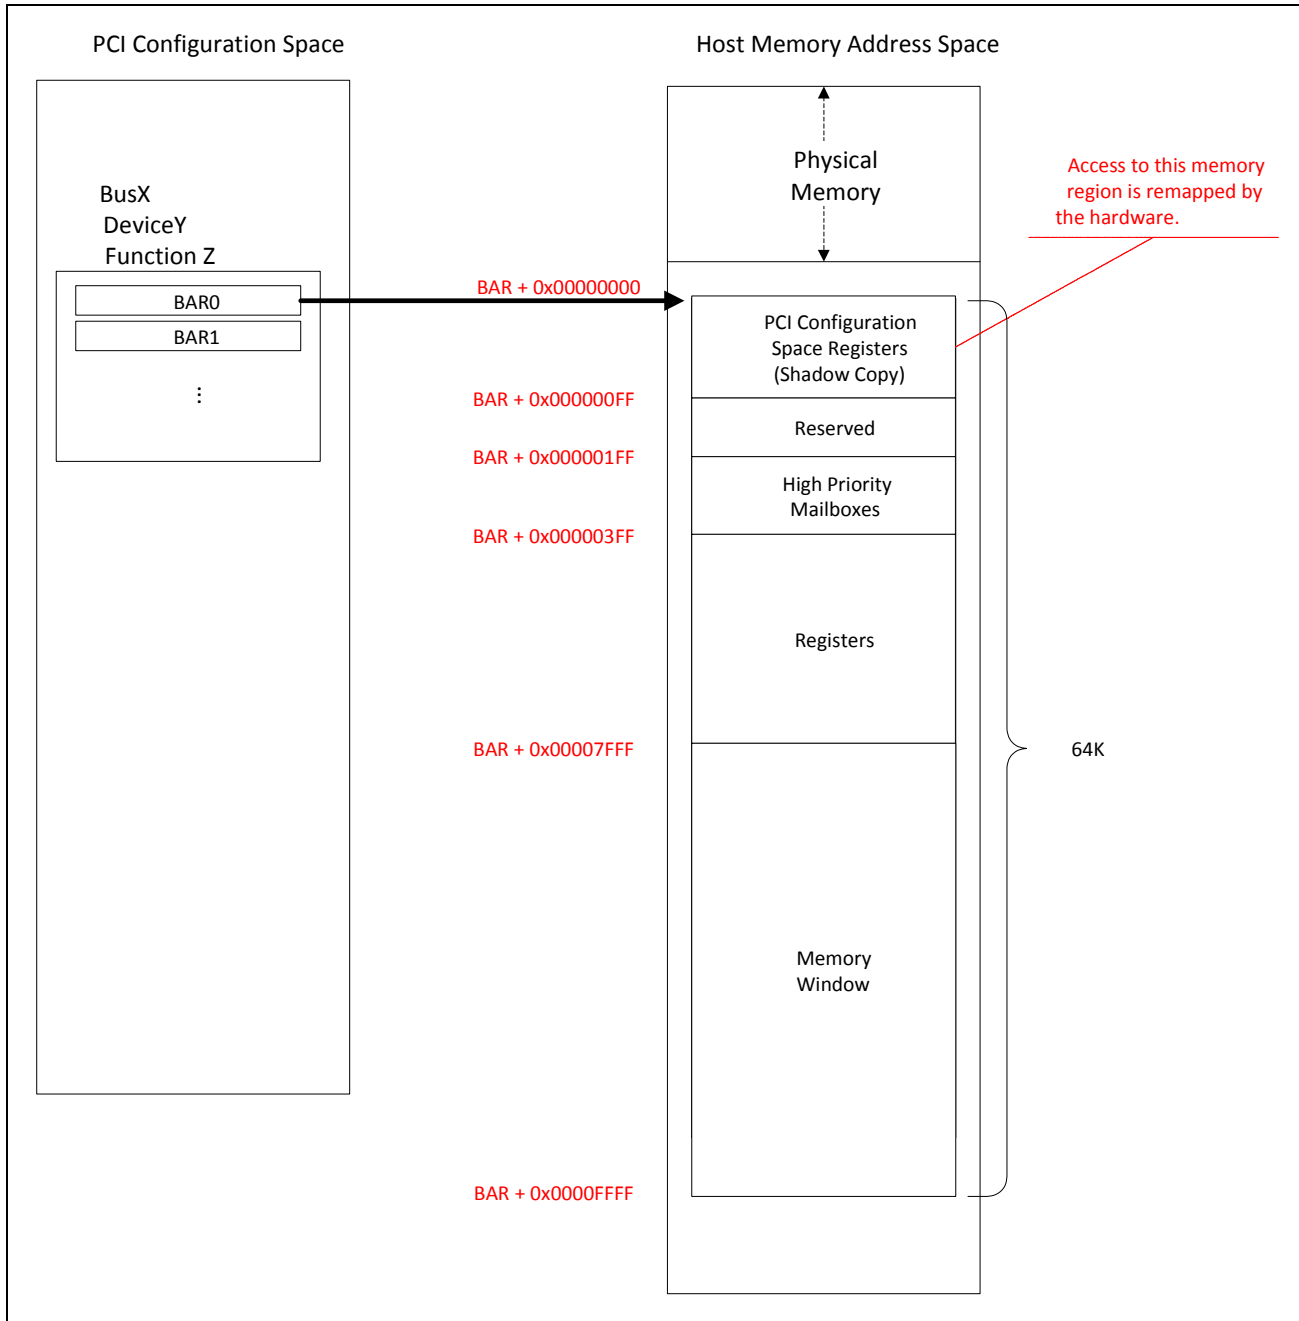 PCI Configuration Space
Host Memory Address Space
BusX
DeviceY
Function Z
BAR0
BAR1
⋮
Physical
Memory
Access to this memory
region is remapped by
the hardware.
BAR + 0x00000000
PCI Configuration
Space Registers
(Shadow Copy)
BAR + 0x000000FF
Reserved
BAR + 0x000001FF
High Priority
Mailboxes
BAR + 0x000003FF
Registers
BAR + 0x00007FFF
64K
Memory
Window
BAR + 0x0000FFFF